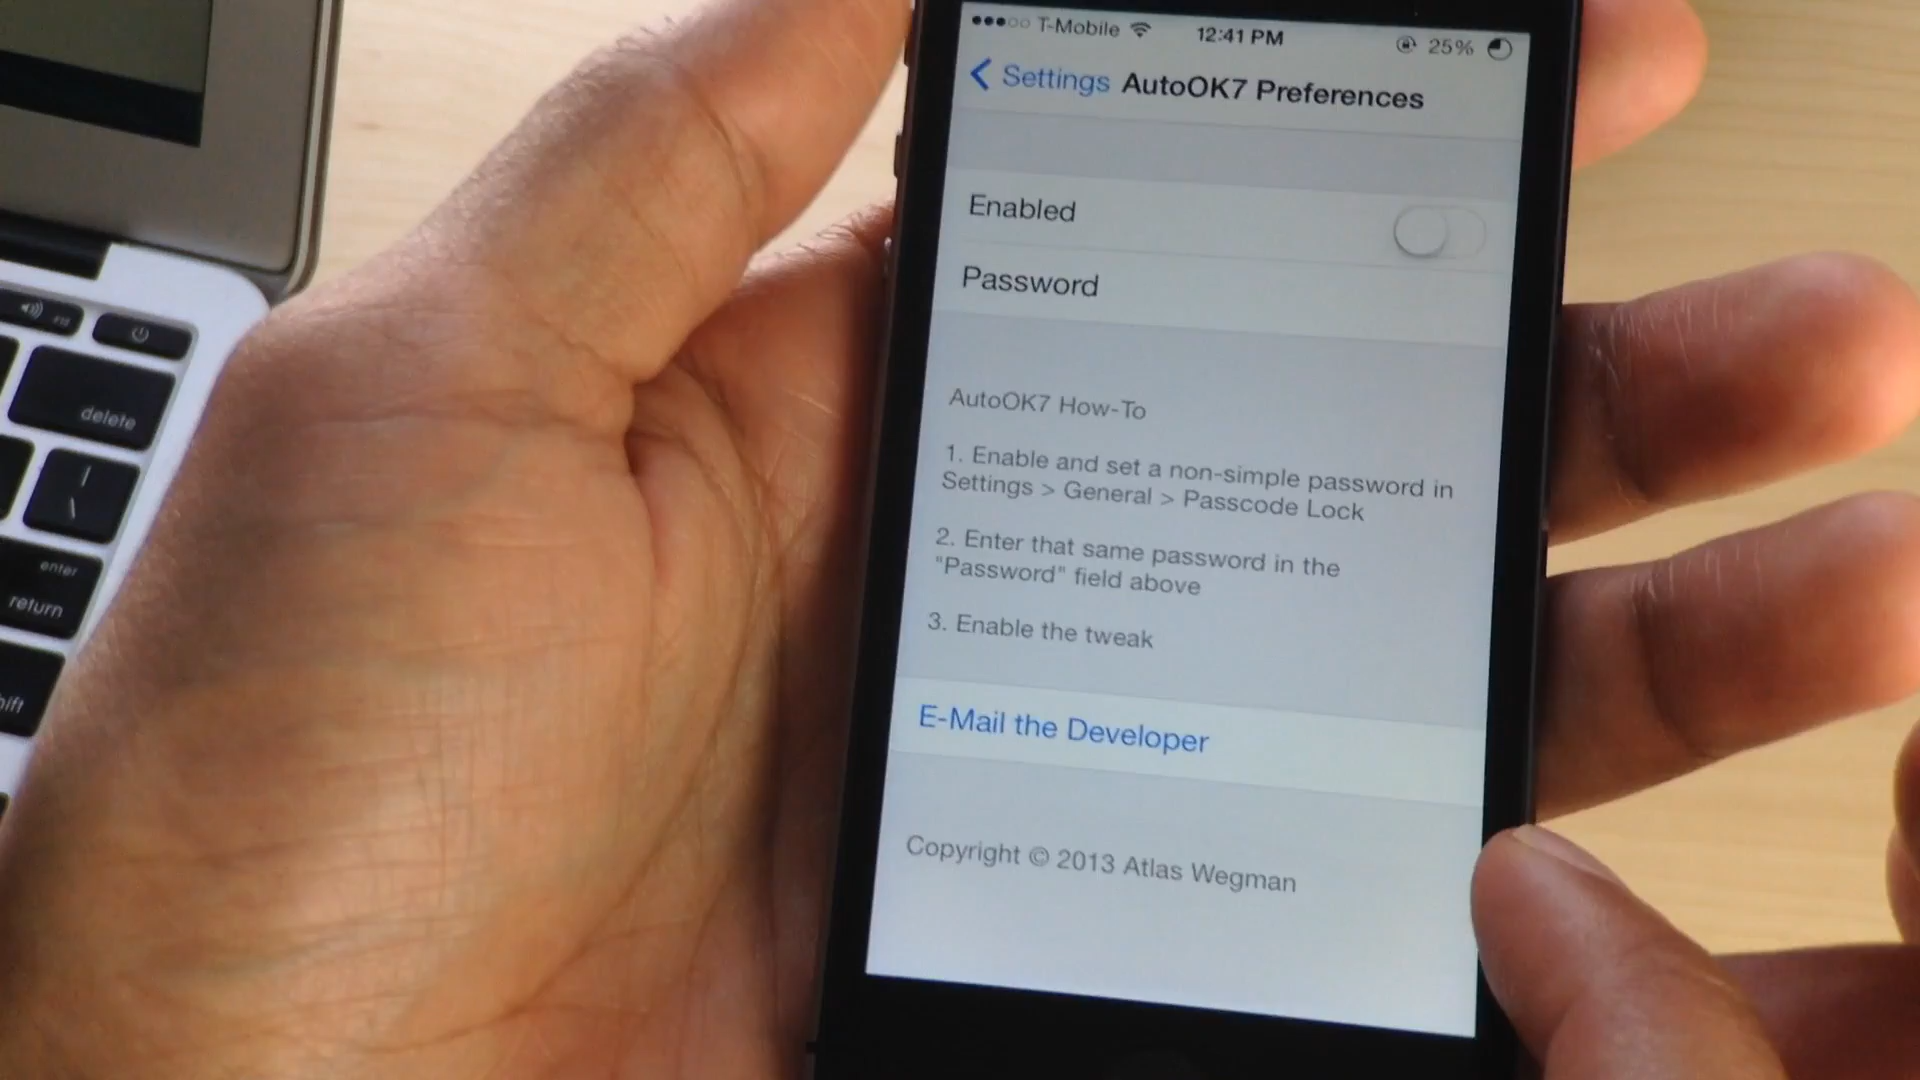 T-Mobile 12:41 PM 25%
Settings AutoOK7 Preferences
Enabled
Password
AutoOK7 How-To
1. Enable and set a non-simple password in
Settings > General > Passcode Lock
2. Enter that same password in the
"Password" field above
3. Enable the tweak
E-Mail the Developer
Copyright © 2013 Atlas Wegman
delete
|
\
enter
return
hift